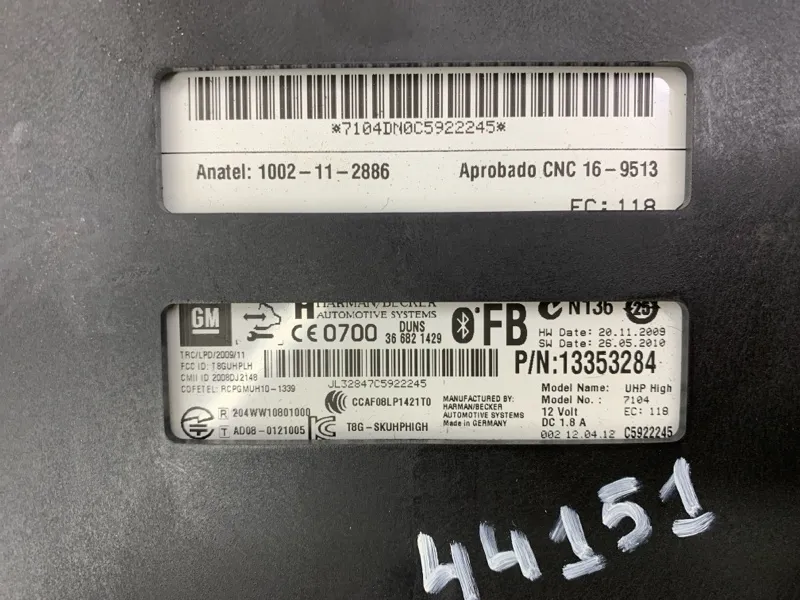 *7104DN0C5922245*
Anatel: 1002-11-2886
Aprobado CNC 16-9513
EC: 118
GM
HARMAN/BECKER
AUTOMOTIVE SYSTEMS
CE 0700
DUNS
36 682 1429
FB
N136
25
HW Date: 20.11.2009
SW Date: 26.05.2010
P/N:13353284
TRC/LPD/2009/11
FCC ID: T8GUHPLH
CMII ID 2008DJ2148
COFETEL: RCPGMUH10-1339
JL32847C5922245
R 204WW10801000
T AD08-0121005
CCAF08LP1421T0
T8G-SKUHPHIGH
MANUFACTURED BY:
HARMAN/BECKER
AUTOMOTIVE SYSTEMS
Made in GERMANY
Model Name: UHP High
Model No.: 7104
12 Volt EC: 118
DC 1.8 A
002 12.04.12 C5922245
44151